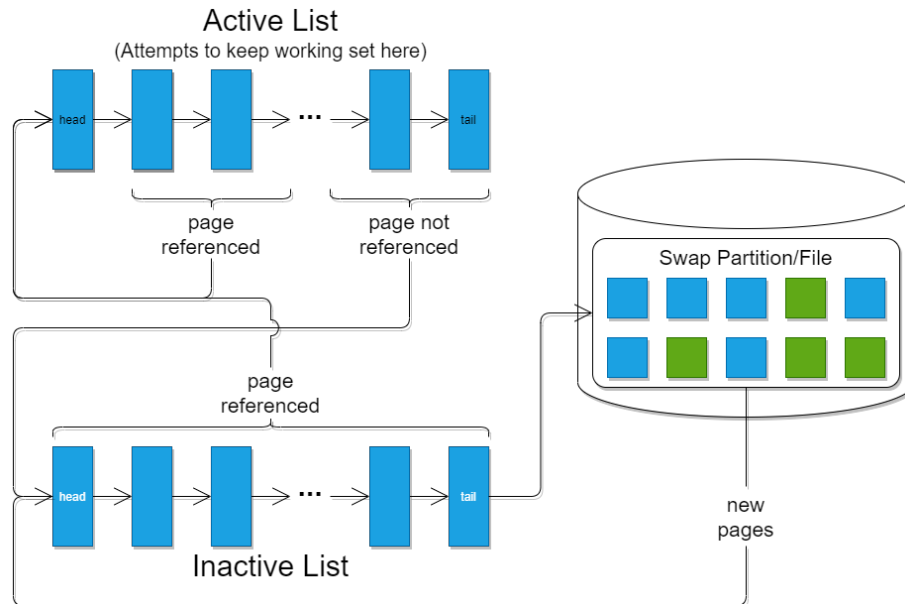 Active List
(Attempts to keep working set here)
head
...
tail
page
referenced
page not
referenced
Swap Partition/File
page
referenced
head
...
tail
new
pages
Inactive List